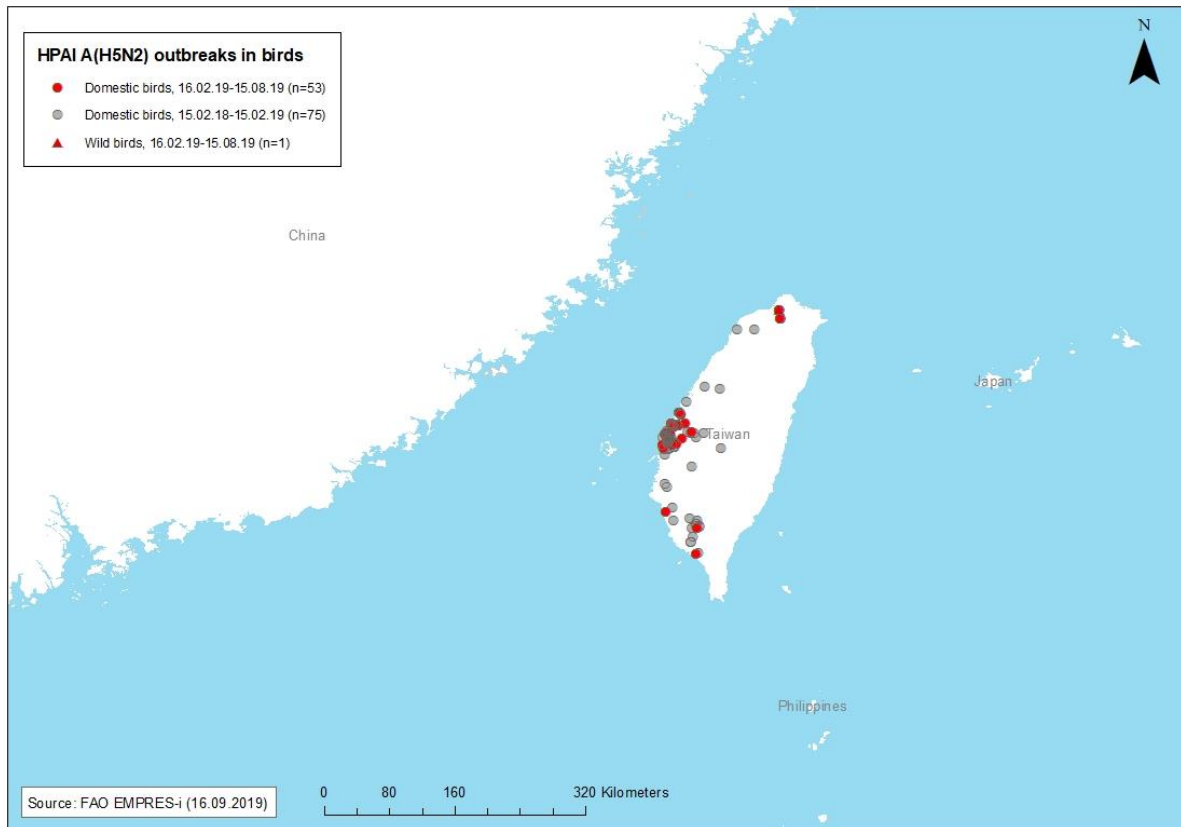 HPAI A(H5N2) outbreaks in birds
Domestic birds, 16.02.19-15.08.19 (n=53)
Domestic birds, 15.02.18-15.02.19 (n=75)
Wild birds, 16.02.19-15.08.19 (n=1)
N
China
Japan
Taiwan
Philippines
Source: FAO EMPRES-i (16.09.2019)
0 80 160 320 Kilometers